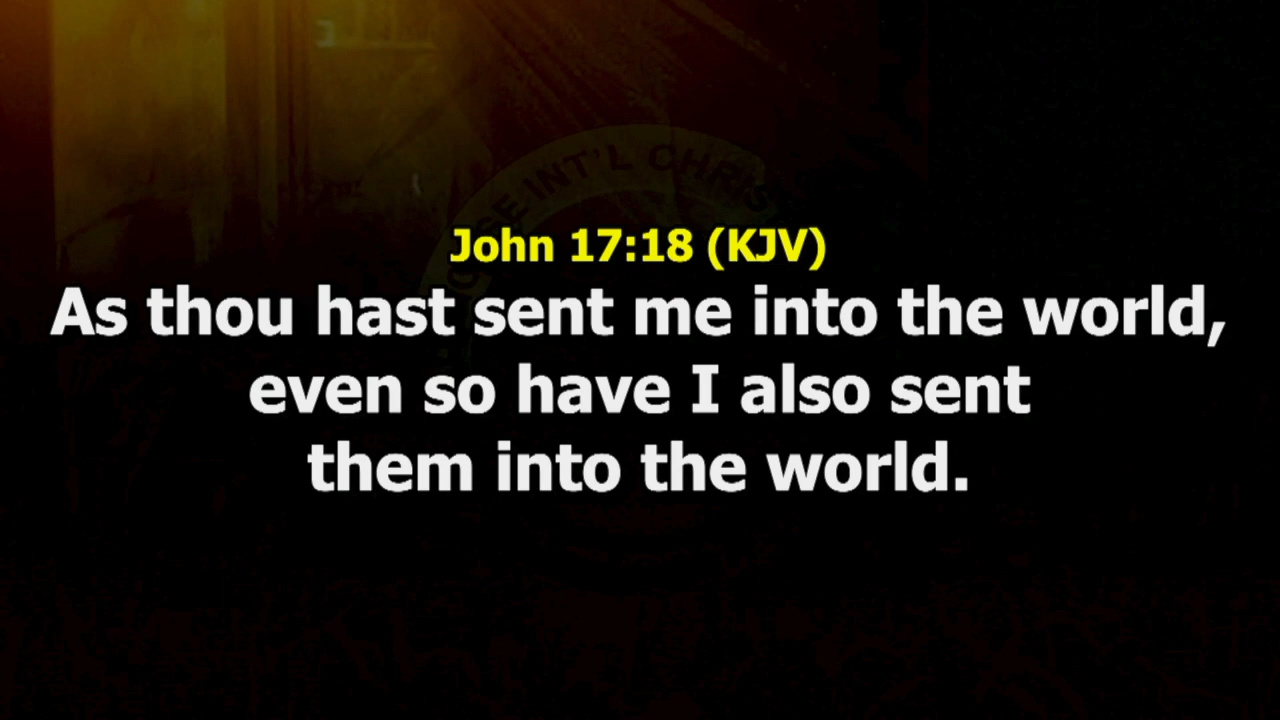 INT'L
John 17:18 (KJV)
As thou hast sent me into the world,
even so have I also sent
them into the world.